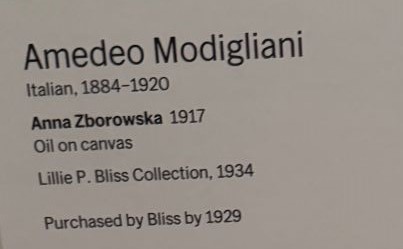 Amedeo Modigliani
Italian, 1884–1920
Anna Zborowska 1917
Oil on canvas
Lillie P. Bliss Collection, 1934
Purchased by Bliss by 1929